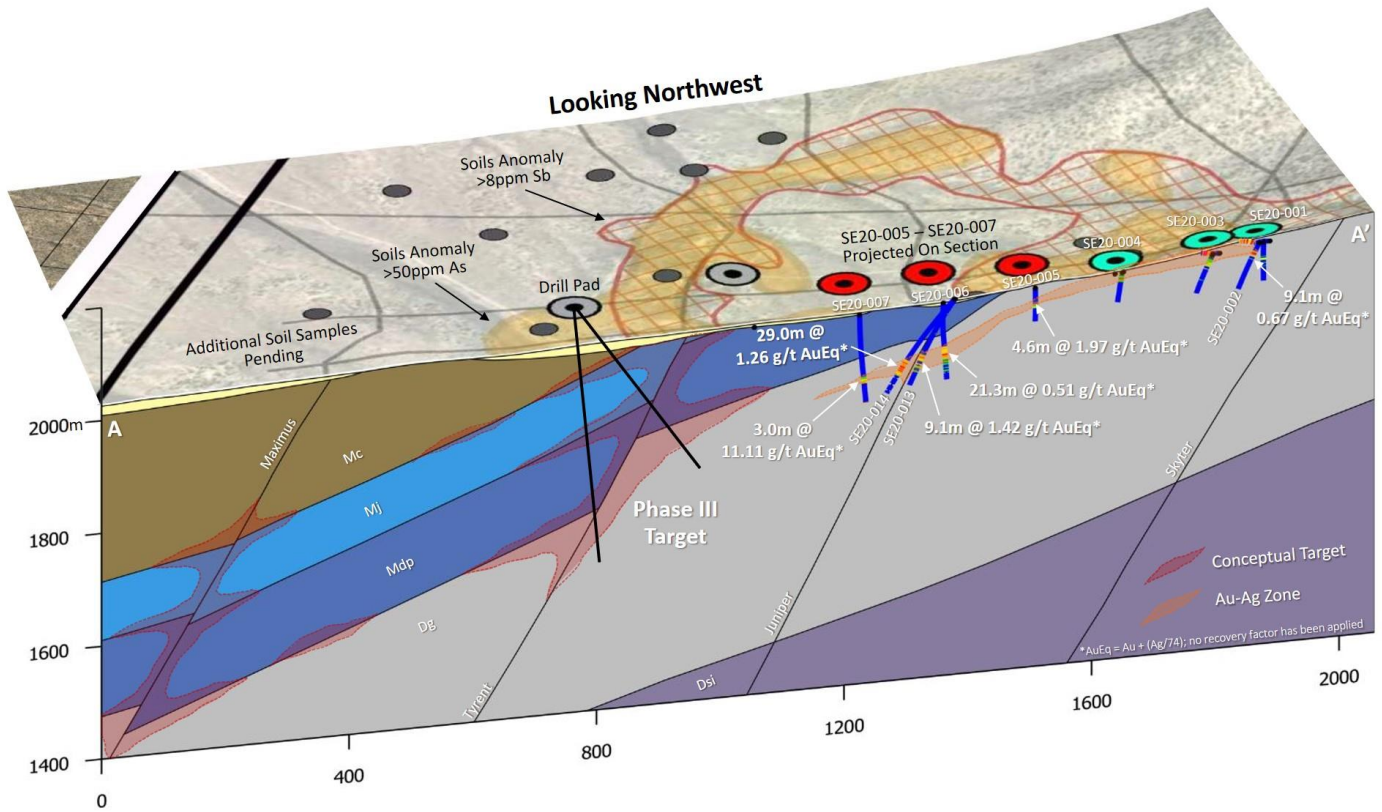 Looking Northwest
Soils Anomaly
>8ppm Sb
Soils Anomaly
>50ppm As
Drill Pad
Additional Soil Samples
Pending
SE20-005 – SE20-007
Projected On Section
SE20-001
SE20-003
SE20-004
SE20-005
SE20-006
SE20-007
SE20-002
SE20-014
SE20-013
A
A'
29.0m @
1.26 g/t AuEq*
9.1m @
0.67 g/t AuEq*
4.6m @ 1.97 g/t AuEq*
21.3m @ 0.51 g/t AuEq*
9.1m @ 1.42 g/t AuEq*
3.0m @
11.11 g/t AuEq*
Phase III
Target
Maximus
Mc
Mj
Mdp
Dg
Tyrent
Juniper
Dsi
Skyter
Conceptual Target
Au-Ag Zone
*AuEq = Au + (Ag/74); no recovery factor has been applied
2000m
1800
1600
1400
0
400
800
1200
1600
2000